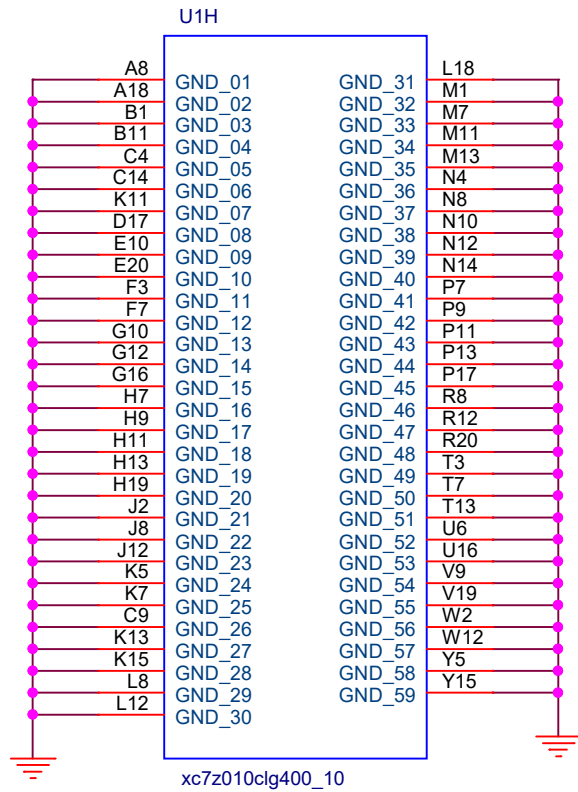 U1H
A8 GND_01 GND_31 L18
A18 GND_02 GND_32 M1
B1 GND_03 GND_33 M7
B11 GND_04 GND_34 M11
C4 GND_05 GND_35 M13
C14 GND_06 GND_36 N4
K11 GND_07 GND_37 N8
D17 GND_08 GND_38 N10
E10 GND_09 GND_39 N12
E20 GND_10 GND_40 N14
F3 GND_11 GND_41 P7
F7 GND_12 GND_42 P9
G10 GND_13 GND_43 P11
G12 GND_14 GND_44 P13
G16 GND_15 GND_45 P17
H7 GND_16 GND_46 R8
H9 GND_17 GND_47 R12
H11 GND_18 GND_48 R20
H13 GND_19 GND_49 T3
H19 GND_20 GND_50 T7
J2 GND_21 GND_51 T13
J8 GND_22 GND_52 U6
J12 GND_23 GND_53 U16
K5 GND_24 GND_54 V9
K7 GND_25 GND_55 V19
C9 GND_26 GND_56 W2
K13 GND_27 GND_57 W12
K15 GND_28 GND_58 Y5
L8 GND_29 GND_59 Y15
L12 GND_30
xc7z010clg400_10